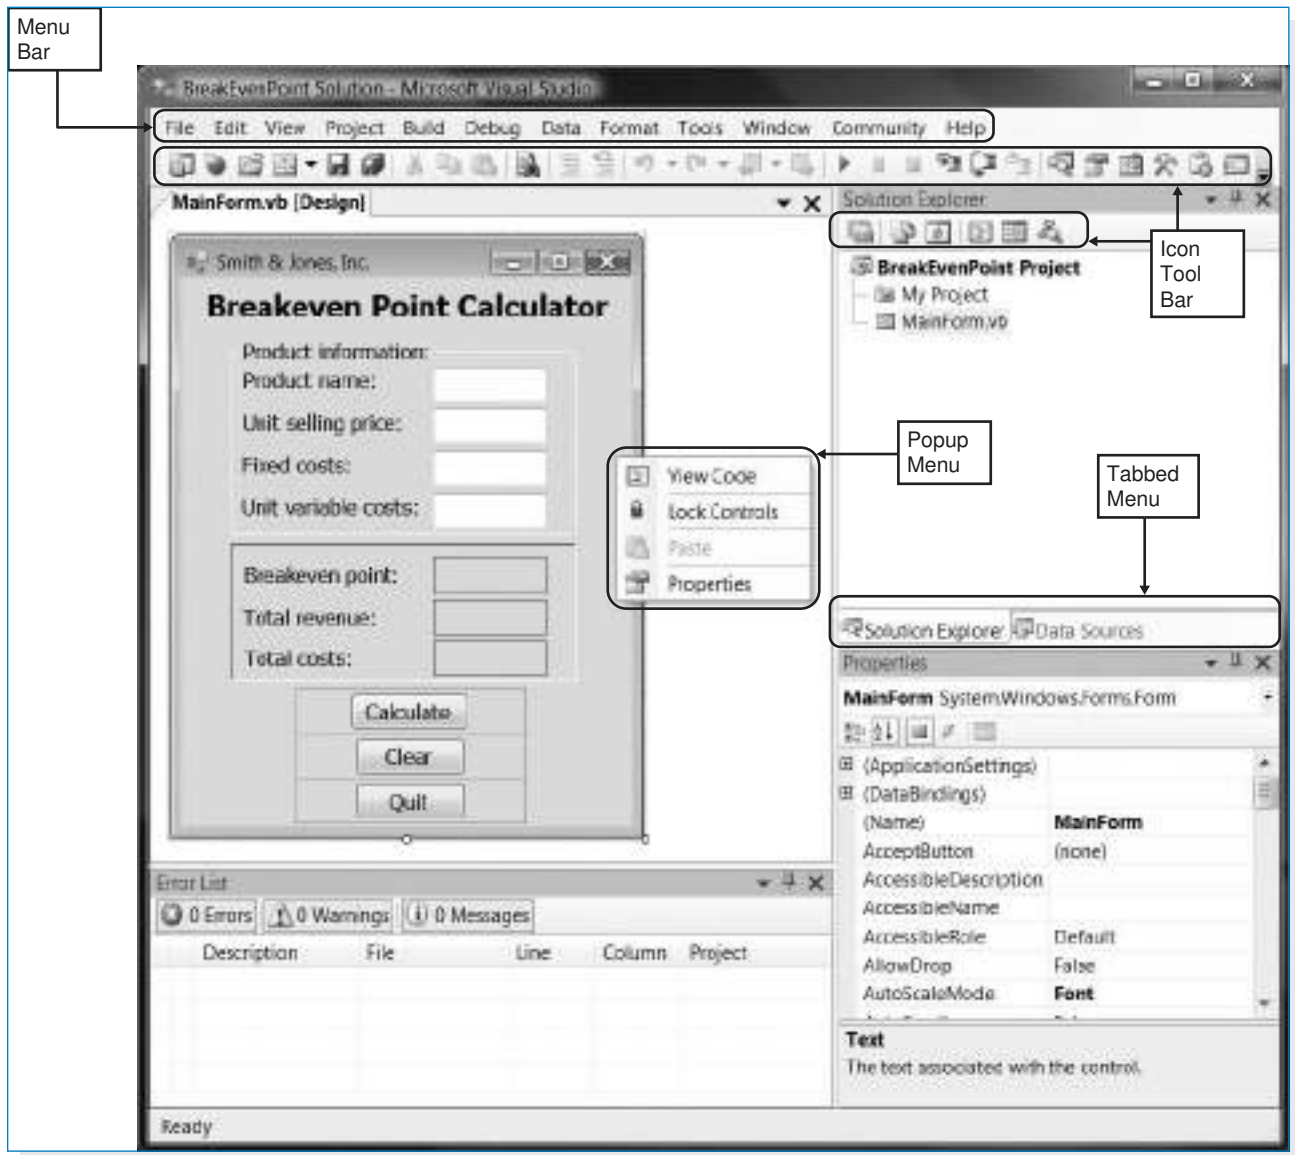 Menu
Bar
BreakEvenPoint Solution - Microsoft Visual Studio
File Edit View Project Build Debug Data Format Tools Window Community Help
MainForm.vb [Design]
Solution Explorer
Icon
Tool
Bar
BreakEvenPoint Project
My Project
MainForm.vb
Smith & Jones, Inc.
Breakeven Point Calculator
Product information:
Product name:
Unit selling price:
Fixed costs:
Unit variable costs:
Breakeven point:
Total revenue:
Total costs:
Calculate
Clear
Quit
Popup
Menu
View Code
Lock Controls
Paste
Properties
Tabbed
Menu
Solution Explorer Data Sources
Properties
MainForm System.Windows.Forms.Form
(ApplicationSettings)
(DataBindings)
(Name) MainForm
AcceptButton (none)
AccessibleDescription
AccessibleName
AccessibleRole Default
AllowDrop False
AutoScaleMode Font
Text
The text associated with the control.
Error List
0 Errors 0 Warnings 0 Messages
Description File Line Column Project
Ready